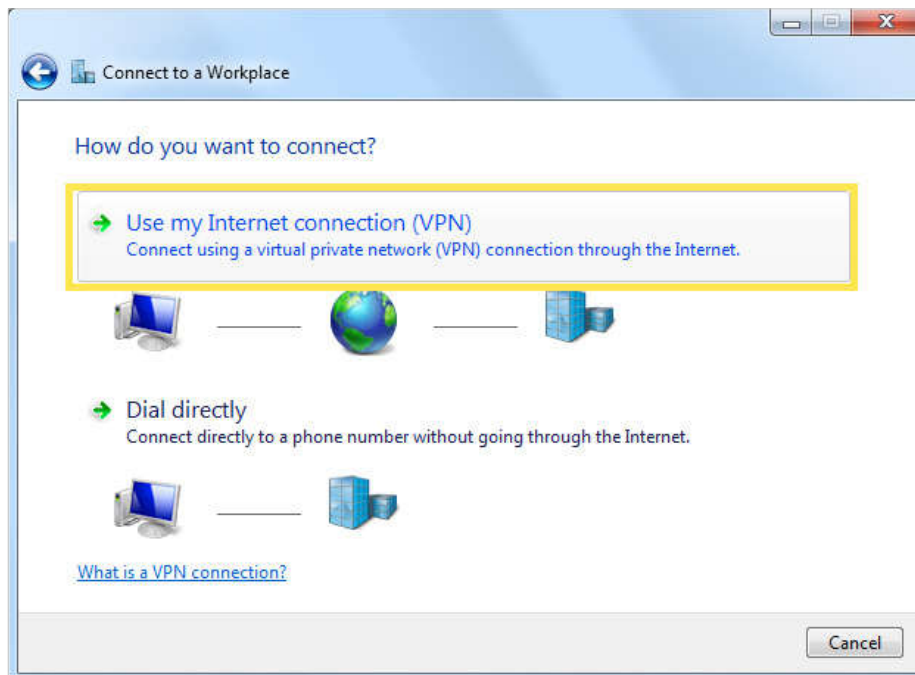 Connect to a Workplace
How do you want to connect?
Use my Internet connection (VPN)
Connect using a virtual private network (VPN) connection through the Internet.
Dial directly
Connect directly to a phone number without going through the Internet.
What is a VPN connection?
Cancel